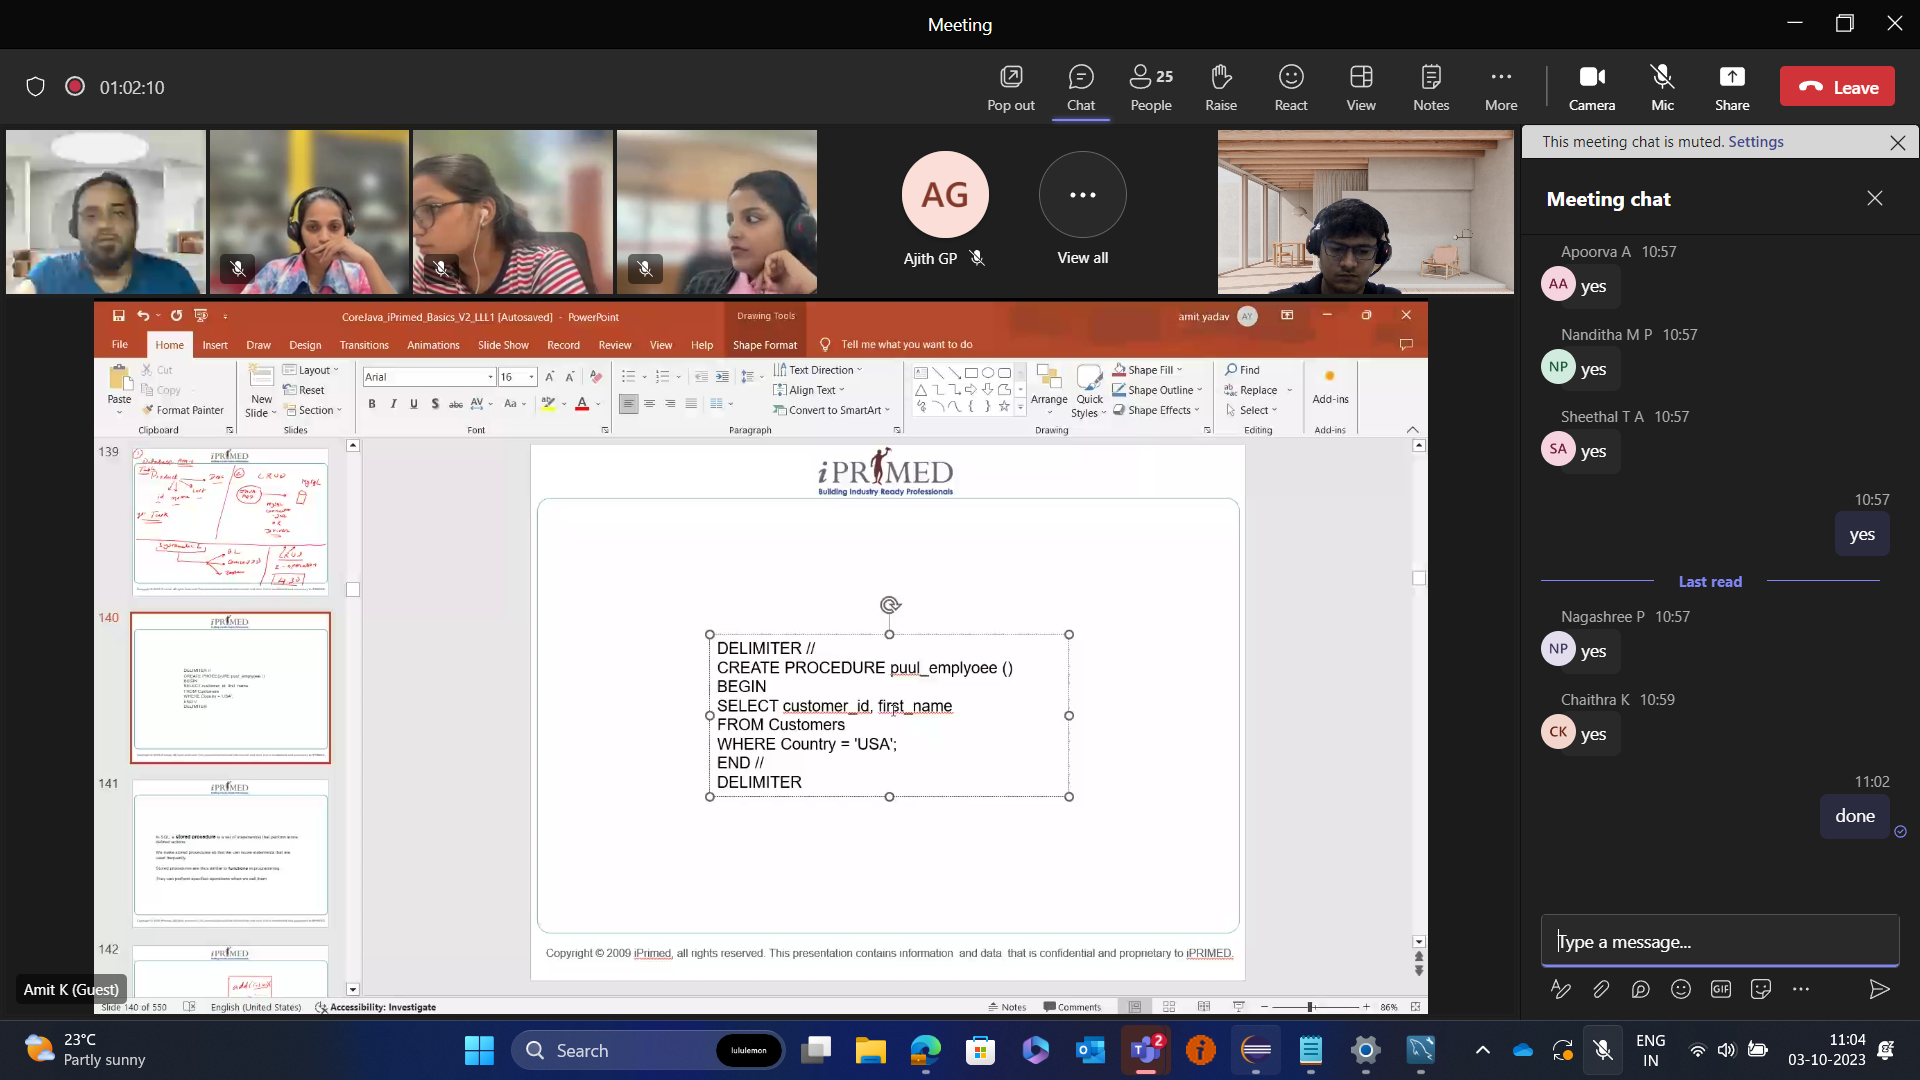 Meeting
01:02:10
Pop out
Chat
25
People
Raise
React
View
Notes
More
Camera
Mic
Share
Leave
AG
Ajith GP
View all
This meeting chat is muted. Settings
Meeting chat
Apoorva A 10:57
AA
yes
Nanditha M P 10:57
NP
yes
Sheethal T A 10:57
SA
yes
10:57
yes
Last read
Nagashree P 10:57
NP
yes
Chaithra K 10:59
CK
yes
11:02
done
Type a message...
GIF
CoreJava_iPrimed_Basics_V2_LLL1 [Autosaved] - PowerPoint
Drawing Tools
amit yadav
AY
File
Home
Insert
Draw
Design
Transitions
Animations
Slide Show
Record
Review
View
Help
Shape Format
Tell me what you want to do
Paste
Cut
Copy
Format Painter
Clipboard
New Slide
Layout
Reset
Section
Slides
Arial
16
Font
Text Direction
Align Text
Convert to SmartArt
Paragraph
Arrange
Quick Styles
Shape Fill
Shape Outline
Shape Effects
Drawing
Find
Replace
Select
Editing
Add-ins
Add-ins
139
140
141
142
iPRIMED
Building Industry Ready Professionals
DELIMITER //
CREATE PROCEDURE puul_emplyoee ()
BEGIN
SELECT customer_id, first_name
FROM Customers
WHERE Country = 'USA';
END //
DELIMITER
Copyright © 2009 iPrimed, all rights reserved. This presentation contains information and data that is confidential and proprietary to iPRIMED.
Amit K (Guest)
Slide 140 of 550
English (United States)
Accessibility: Investigate
Notes
Comments
86%
23°C
Partly sunny
Search
lululemon
2
ENG
IN
11:04
03-10-2023